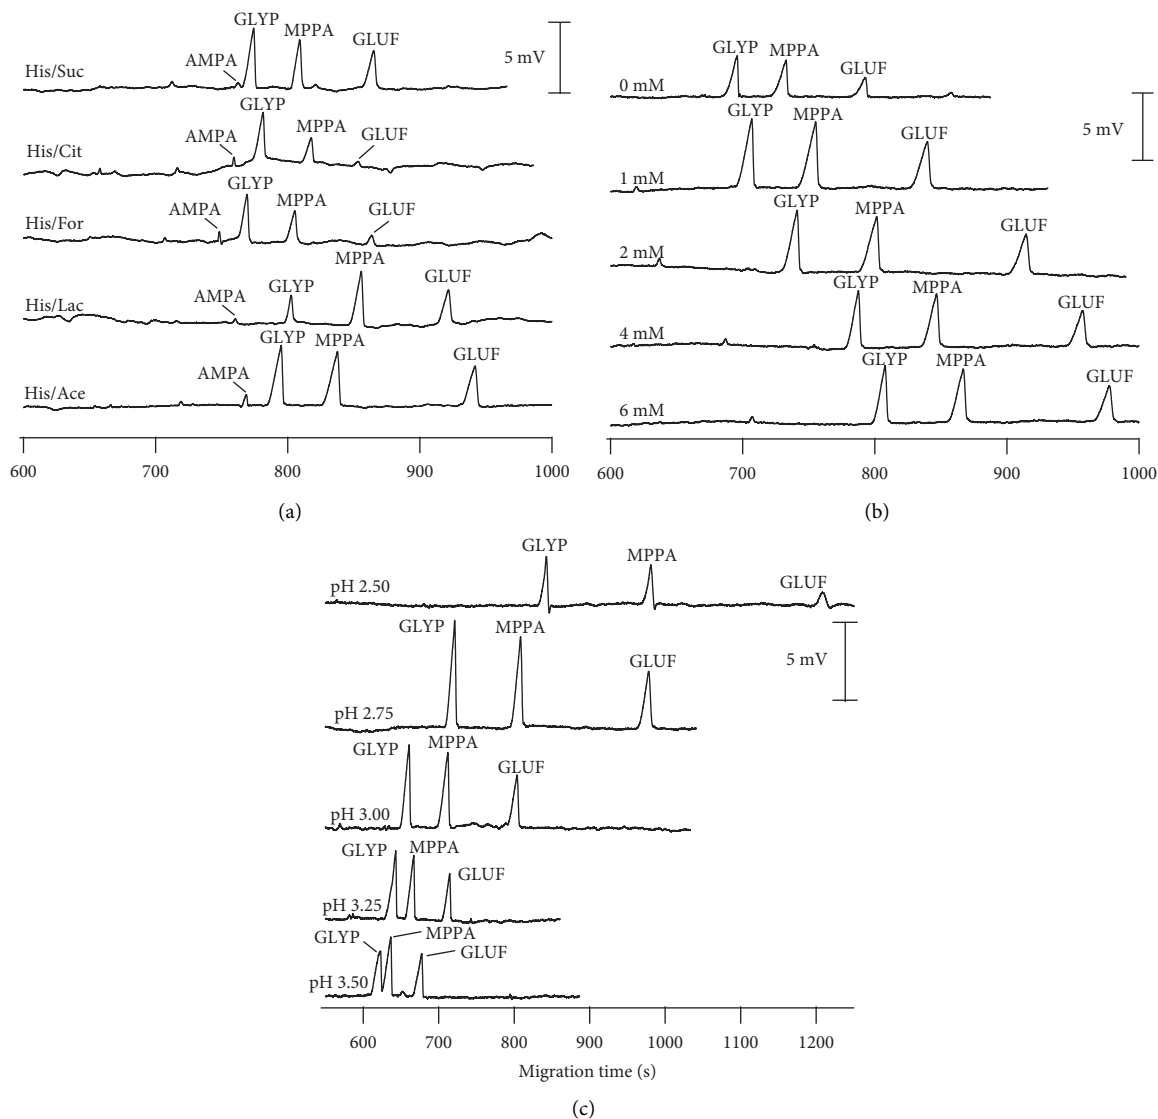 GLYP
MPPA
GLUF
AMPA
5 mV
His/Suc
GLYP
MPPA
GLUF
AMPA
His/Cit
GLYP
MPPA
GLUF
AMPA
His/For
MPPA
GLYP
GLUF
AMPA
His/Lac
GLYP
MPPA
GLUF
AMPA
His/Ace
600 700 800 900 1000
(a)
GLYP
MPPA
GLUF
0 mM
5 mV
GLYP
MPPA
GLUF
1 mM
GLYP
MPPA
GLUF
2 mM
GLYP
MPPA
GLUF
4 mM
GLYP
MPPA
GLUF
6 mM
600 700 800 900 1000
(b)
GLYP
MPPA
GLUF
pH 2.50
GLYP
MPPA
GLUF
5 mV
pH 2.75
GLYP
MPPA
GLUF
pH 3.00
GLYP
MPPA
GLUF
pH 3.25
GLYP
MPPA
GLUF
pH 3.50
600 700 800 900 1000 1100 1200
Migration time (s)
(c)